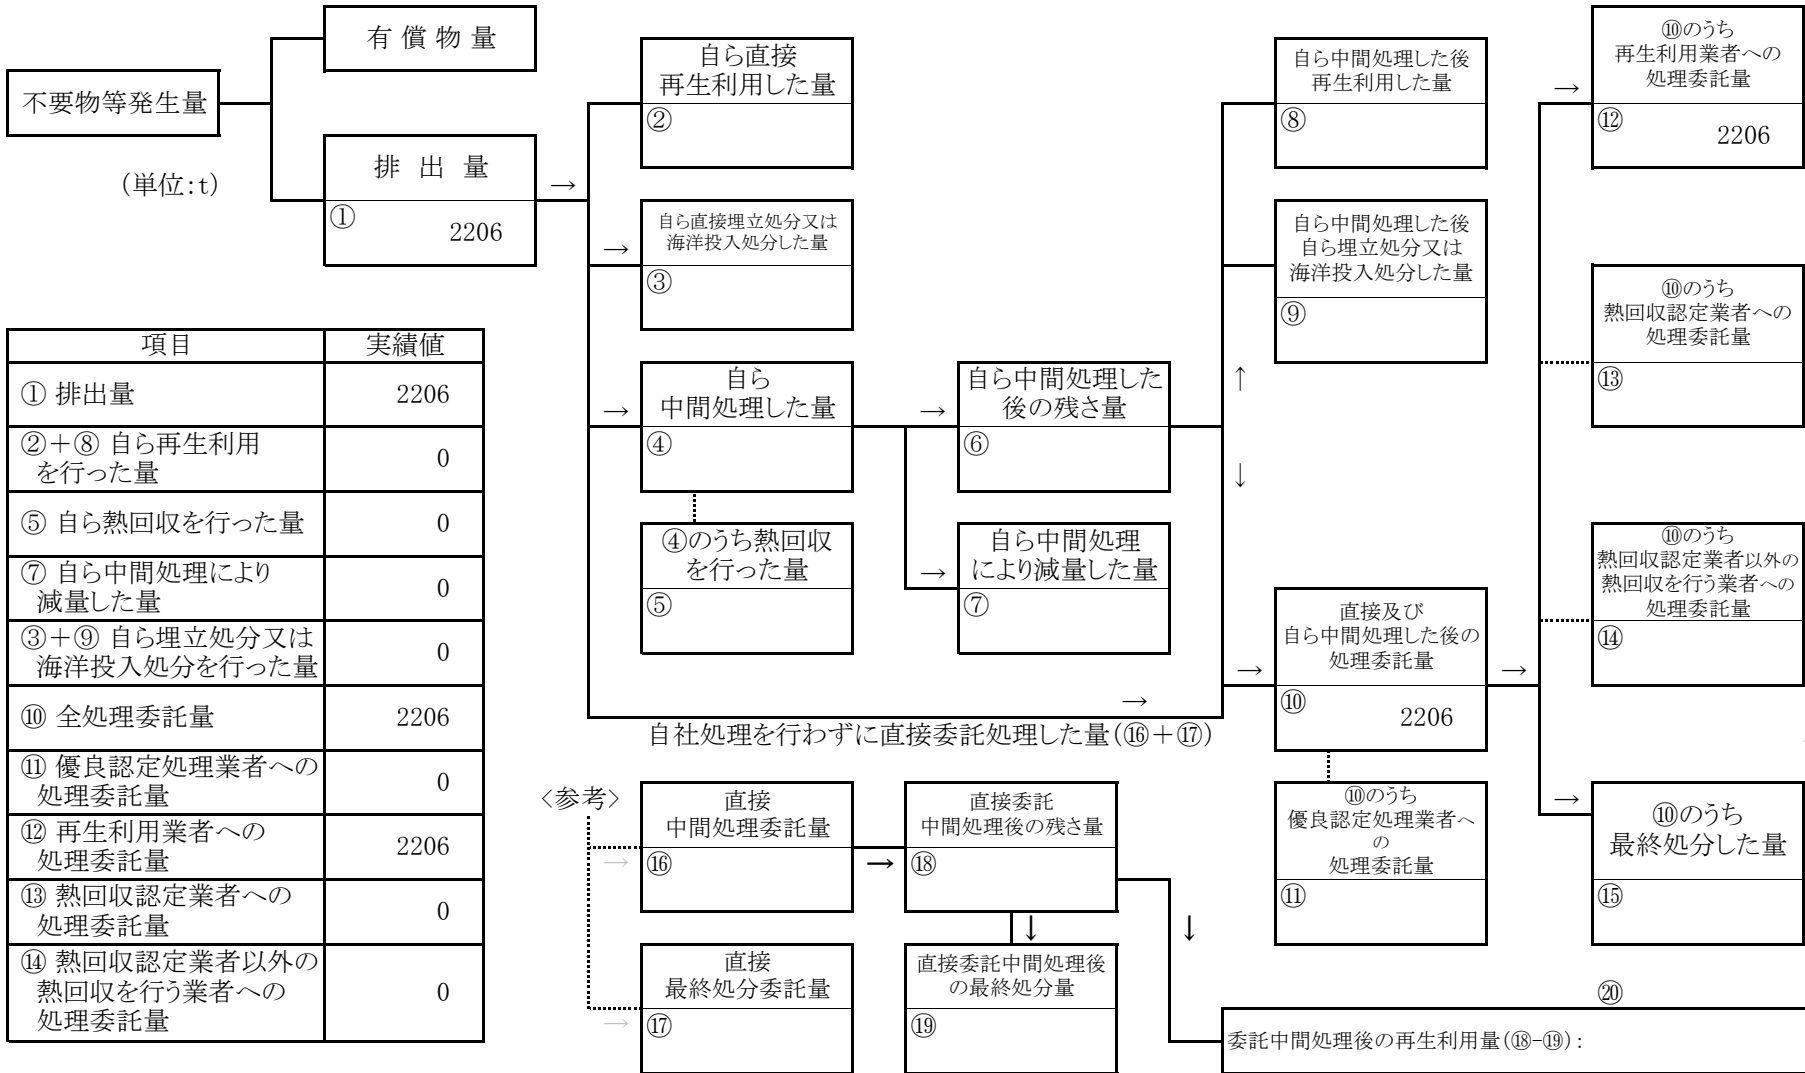 有 償 物 量
不要物等発生量
(単位:t)
排 出 量
①
2206
→
自ら直接
再生利用した量
②
→
自ら直接埋立処分又は
海洋投入処分した量
③
→
自ら
中間処理した量
④
④のうち熱回収
を行った量
⑤
→
自ら中間処理した
後の残さ量
⑥
→
自ら中間処理
により減量した量
⑦
自ら中間処理した後
再生利用した量
⑧
自ら中間処理した後
自ら埋立処分又は
海洋投入処分した量
⑨
↑
↓
→
自社処理を行わずに直接委託処理した量(⑯+⑰)
→
直接及び
自ら中間処理した後の
処理委託量
⑩
2206
⑩のうち
優良認定処理業者へ
の
処理委託量
⑪
→
→
⑩のうち
再生利用業者への
処理委託量
⑫
2206
⑩のうち
熱回収認定業者への
処理委託量
⑬
⑩のうち
熱回収認定業者以外の
熱回収を行う業者への
処理委託量
⑭
→
⑩のうち
最終処分した量
⑮
項目 実績値
① 排出量 2206
②+⑧ 自ら再生利用
を行った量 0
⑤ 自ら熱回収を行った量 0
⑦ 自ら中間処理により
減量した量 0
③+⑨ 自ら埋立処分又は
海洋投入処分を行った量 0
⑩ 全処理委託量 2206
⑪ 優良認定処理業者への
処理委託量 0
⑫ 再生利用業者への
処理委託量 2206
⑬ 熱回収認定業者への
処理委託量 0
⑭ 熱回収認定業者以外の
熱回収を行う業者への
処理委託量 0
〈参考〉
→
直接
中間処理委託量
⑯
→
直接
最終処分委託量
⑰
→
直接委託
中間処理後の残さ量
⑱
↓
直接委託中間処理後
の最終処分量
⑲
↓
⑳
委託中間処理後の再生利用量(⑱-⑲):